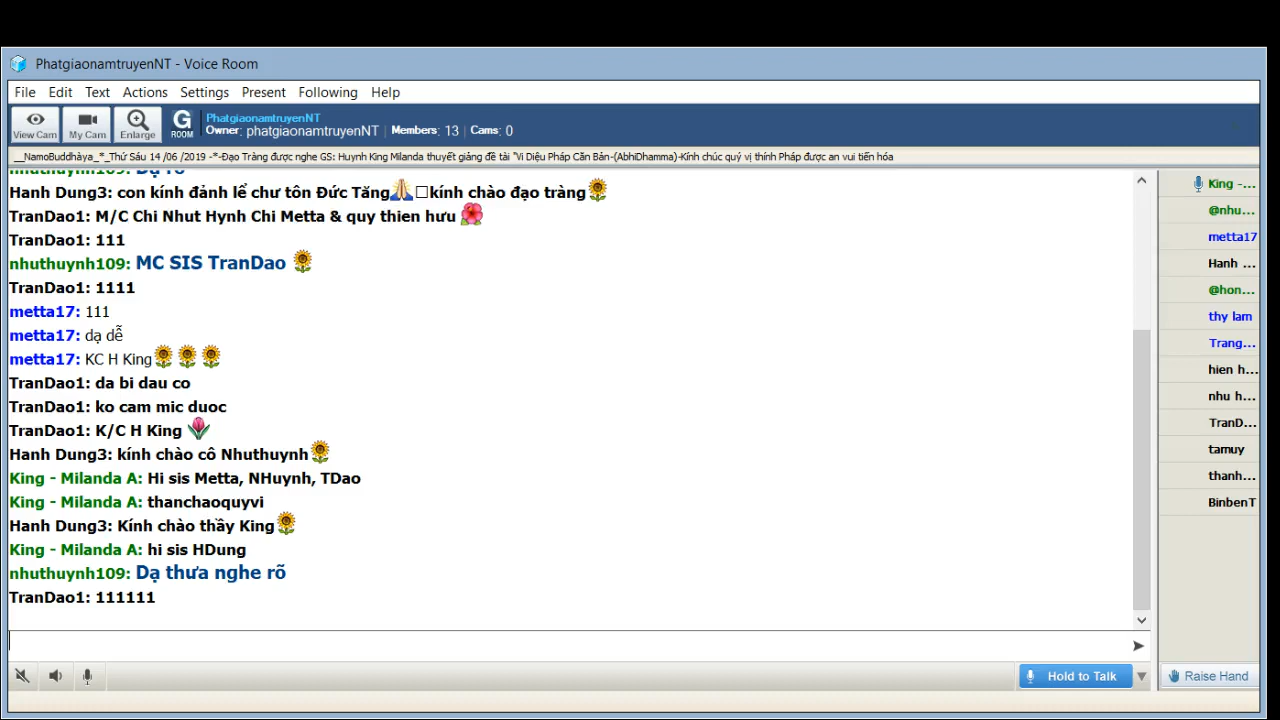 PhatgiaonamtruyenNT - Voice Room
File Edit Text Actions Settings Present Following Help
View Cam My Cam Enlarge G ROOM PhatgiaonamtruyenNT
Owner: phatgiaonamtruyenNT | Members: 13 | Cams: 0
__NamoBuddhàya_*_Thứ Sáu 14 /06 /2019 -*-Đạo Tràng được nghe GS: Huynh King Milanda thuyết giảng đề tài "Vi Diệu Pháp Căn Bản-(AbhiDhamma)-Kính chúc quý vị thính Pháp được an vui tiến hóa
nhuthuynh109: Dạ rõ
Hanh Dung3: con kính đảnh lể chư tôn Đức Tăng🙏□kính chào đạo tràng🌻
TranDao1: M/C Chi Nhut Hynh Chi Metta & quy thien hưu 🌺
TranDao1: 111
nhuthuynh109: MC SIS TranDao 🌻
TranDao1: 1111
metta17: 111
metta17: dạ dễ
metta17: KC H King🌻🌻🌻
TranDao1: da bi dau co
TranDao1: ko cam mic duoc
TranDao1: K/C H King 🌷
Hanh Dung3: kính chào cô Nhuthuynh🌻
King - Milanda A: Hi sis Metta, NHuynh, TDao
King - Milanda A: thanchaoquyvi
Hanh Dung3: Kính chào thầy King🌻
King - Milanda A: hi sis HDung
nhuthuynh109: Dạ thưa nghe rõ
TranDao1: 111111
King -...
@nhu...
metta17
Hanh ...
@hon...
thy lam
Trang...
hien h...
nhu h...
TranD...
tamuy
thanh...
BinbenT
Hold to Talk
Raise Hand